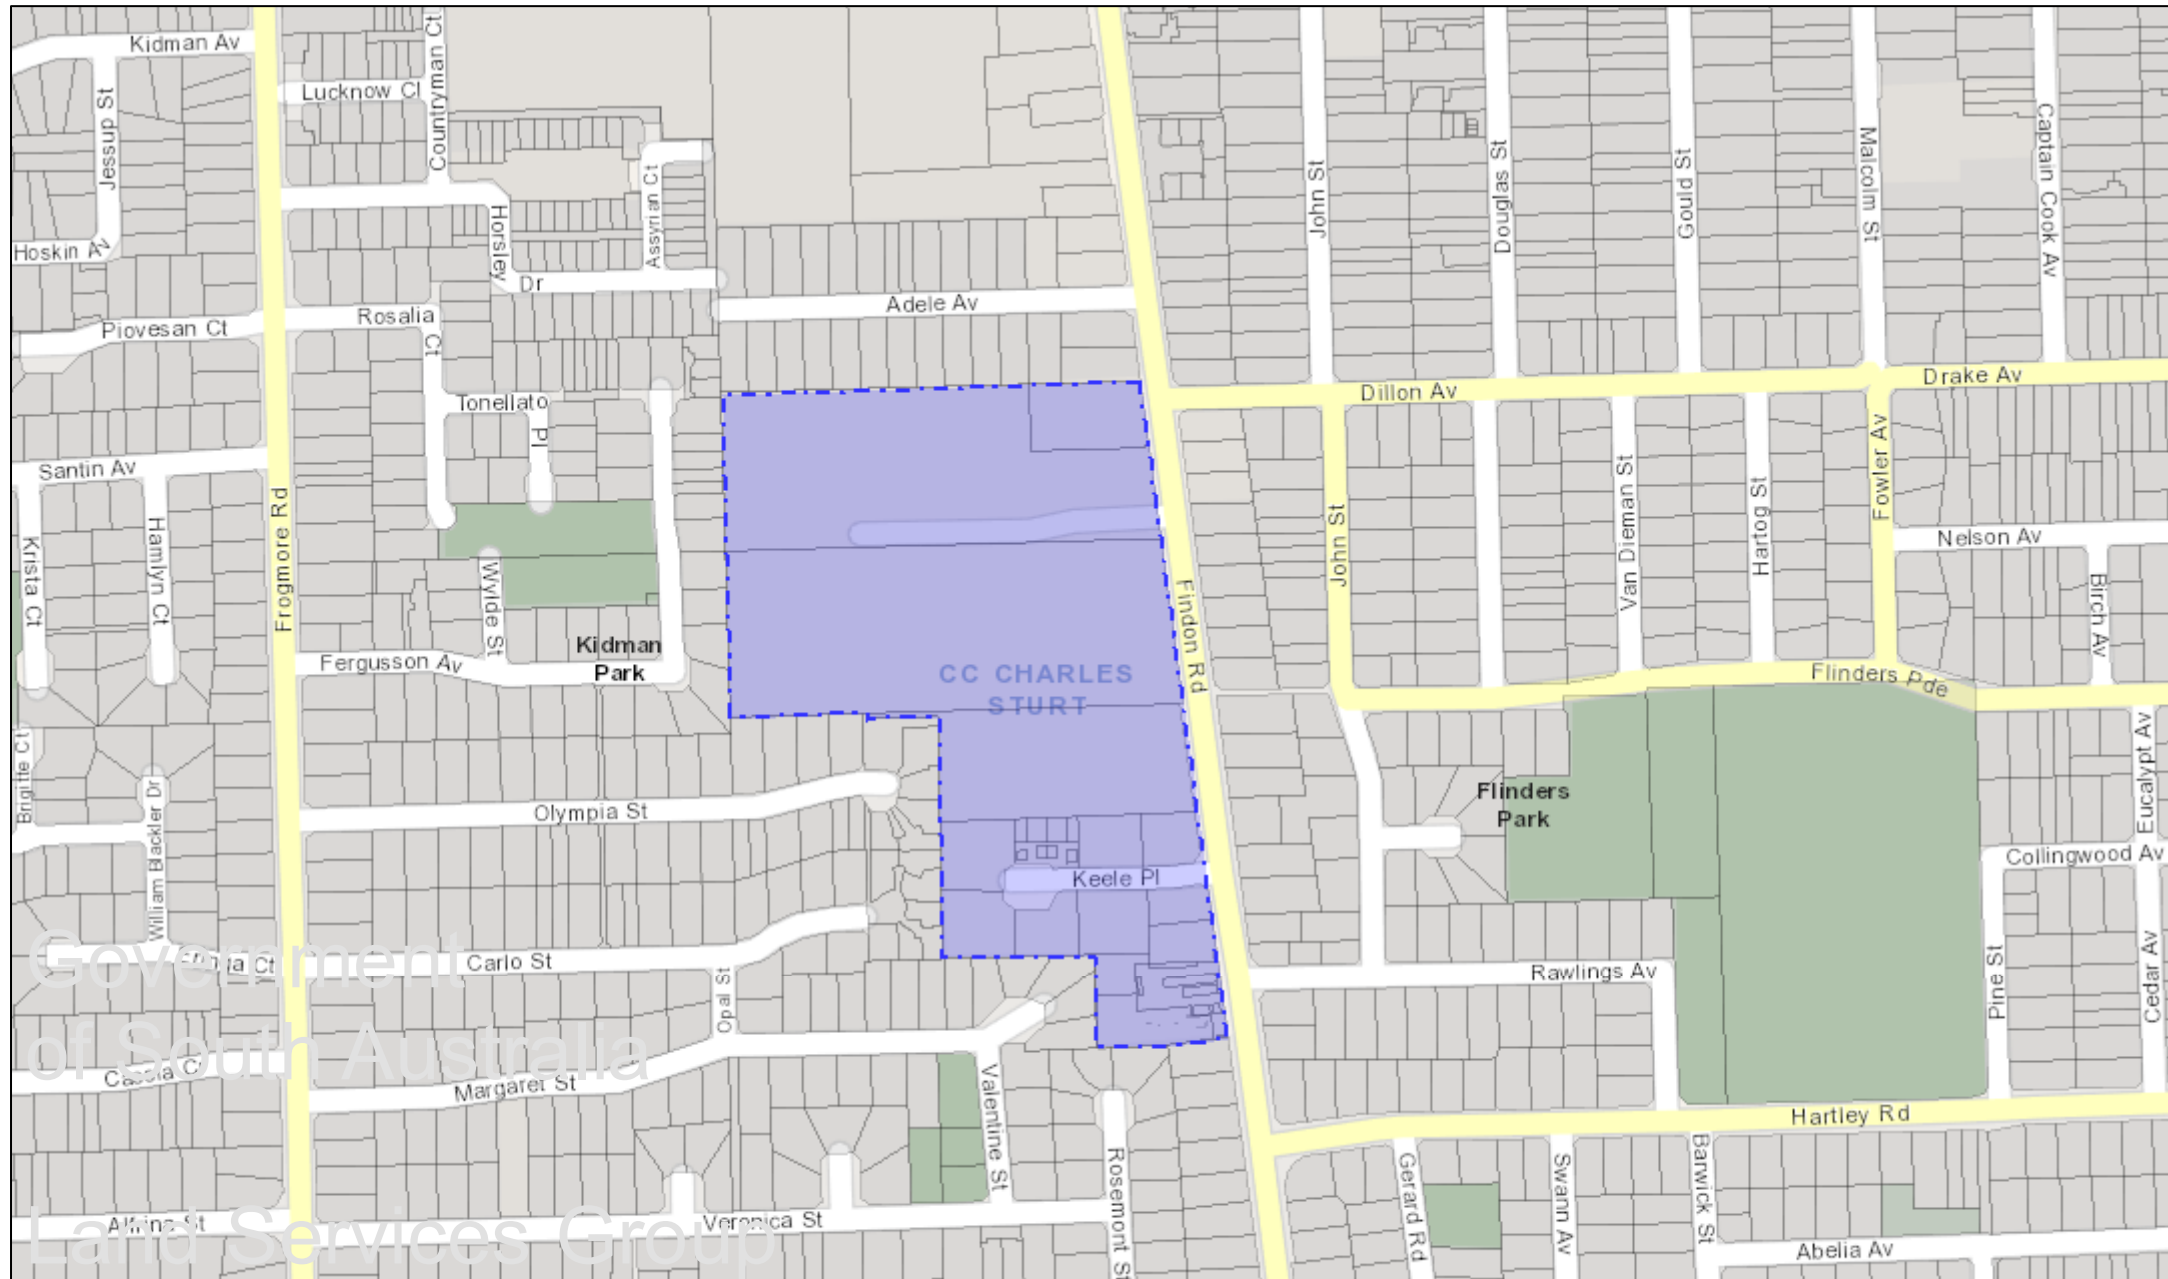 Kidman Av
Lucknow Cl
Countryman Ct
Jessup St
Hoskin Av
Horsley
Dr
Assyrian Ct
Piovesan Ct
Rosalia
Ct
Adele Av
John St
Douglas St
Gond St
Malcolm St
Captain Cook Av
Dillon Av
Drake Av
Tonellato
Pl
Santin Av
Frogmore Rd
Krista Ct
Hamlyn Ct
Wylde St
Kidman
Park
Fergusson Av
CC CHARLES
STURT
Findon Rd
John St
Van Dieman St
Hartog St
Fowler Av
Nelson Av
Birch Av
Flinders Pde
Brigitte Ct
William Blackler Dr
Olympia St
Flinders
Park
Eucalypt Av
Collingwood Av
Keele Pl
Government
Ct
Carlo St
Opal St
Rawlings Av
Pine St
Cedar Av
of South Australia
Margaret St
Valentine St
Hartley Rd
Rosemont St
Gerard Rd
Swann Av
Barwick St
Land Services Group
Veronica St
Abelia Av